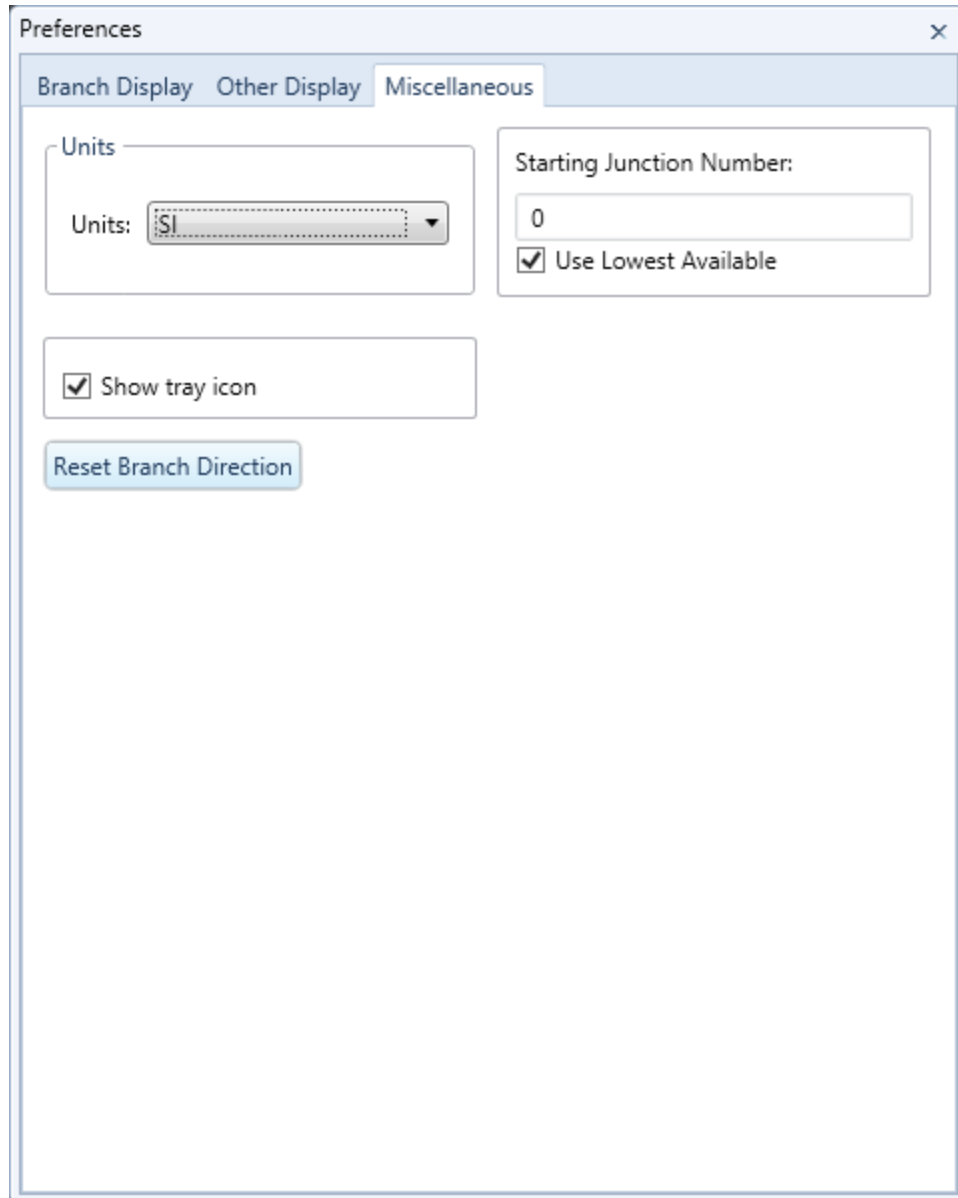 Preferences
Branch Display Other Display Miscellaneous
Units
Units: SI
Starting Junction Number:
0
Use Lowest Available
Show tray icon
Reset Branch Direction